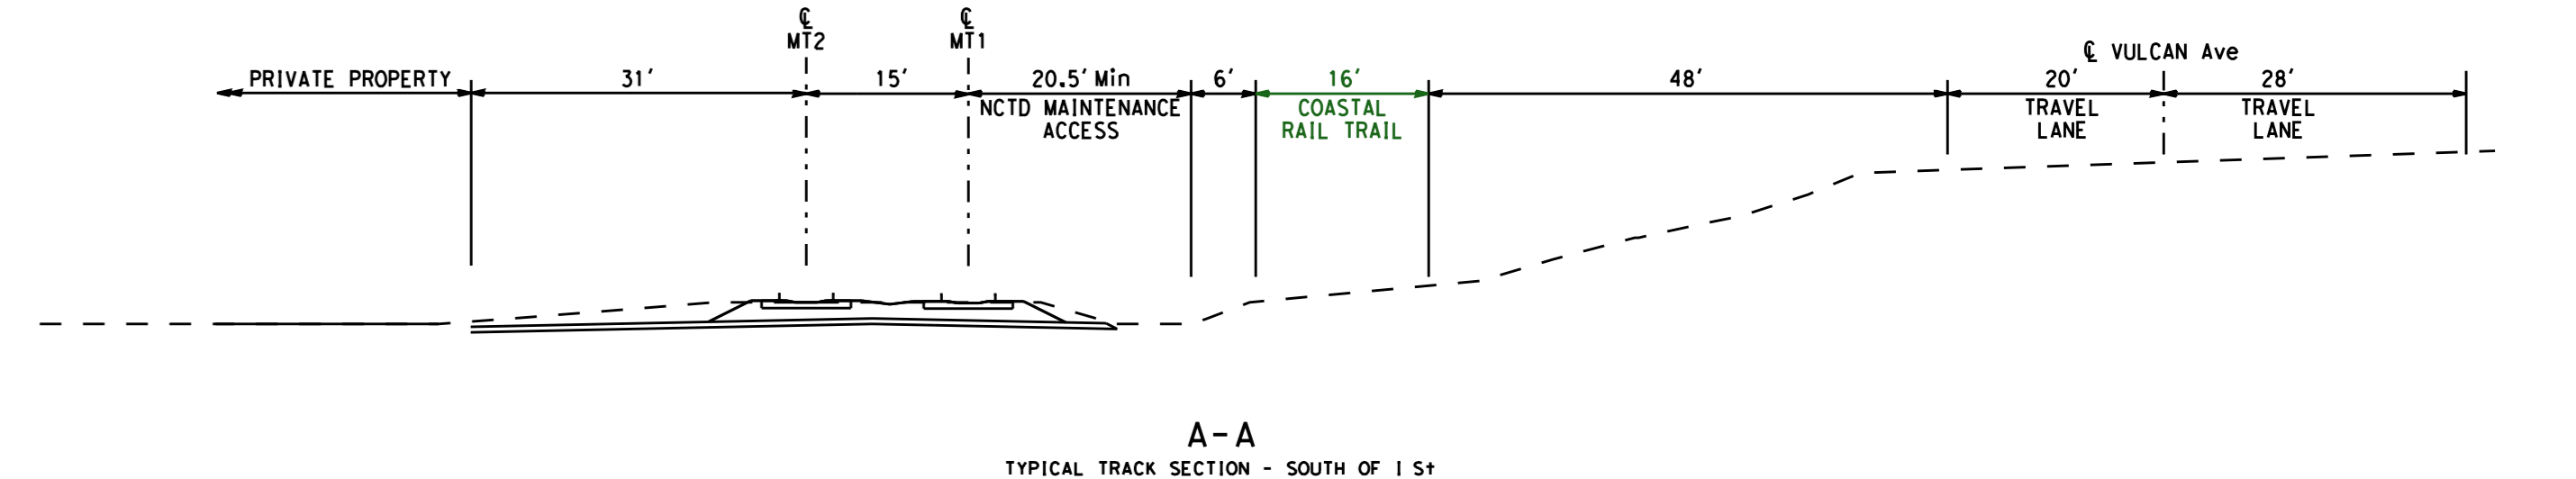 ℄
MT2
℄
MT1
℄ VULCAN Ave
PRIVATE PROPERTY
31'
15'
20.5' Min
6'
16'
48'
20'
28'
NCTD MAINTENANCE
ACCESS
COASTAL
RAIL TRAIL
TRAVEL
LANE
TRAVEL
LANE
A-A
TYPICAL TRACK SECTION - SOUTH OF I St